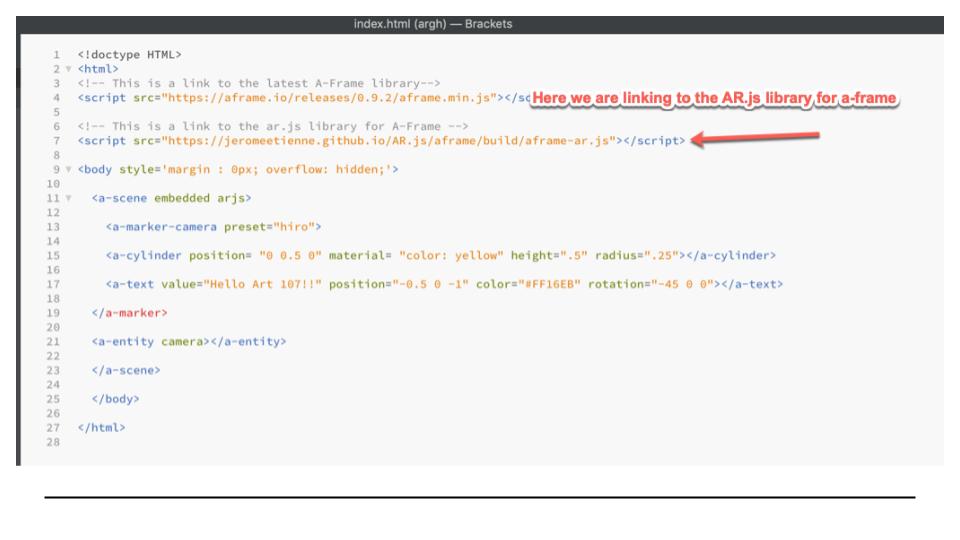 index.html (argh) — Brackets
1 <!doctype HTML>
2 <html>
3 <!-- This is a link to the latest A-Frame library-->
4 <script src="https://aframe.io/releases/0.9.2/aframe.min.js"></sc
Here we are linking to the AR.js library for a-frame
5
6 <!-- This is a link to the ar.js library for A-Frame -->
7 <script src="https://jeromeetienne.github.io/AR.js/aframe/build/aframe-ar.js"></script>
8
9 <body style='margin : 0px; overflow: hidden;'>
10
11 <a-scene embedded arjs>
12
13 <a-marker-camera preset="hiro">
14
15 <a-cylinder position= "0 0.5 0" material= "color: yellow" height=".5" radius=".25"></a-cylinder>
16
17 <a-text value="Hello Art 107!!" position="-0.5 0 -1" color="#FF16EB" rotation="-45 0 0"></a-text>
18
19 </a-marker>
20
21 <a-entity camera></a-entity>
22
23 </a-scene>
24
25 </body>
26
27 </html>
28